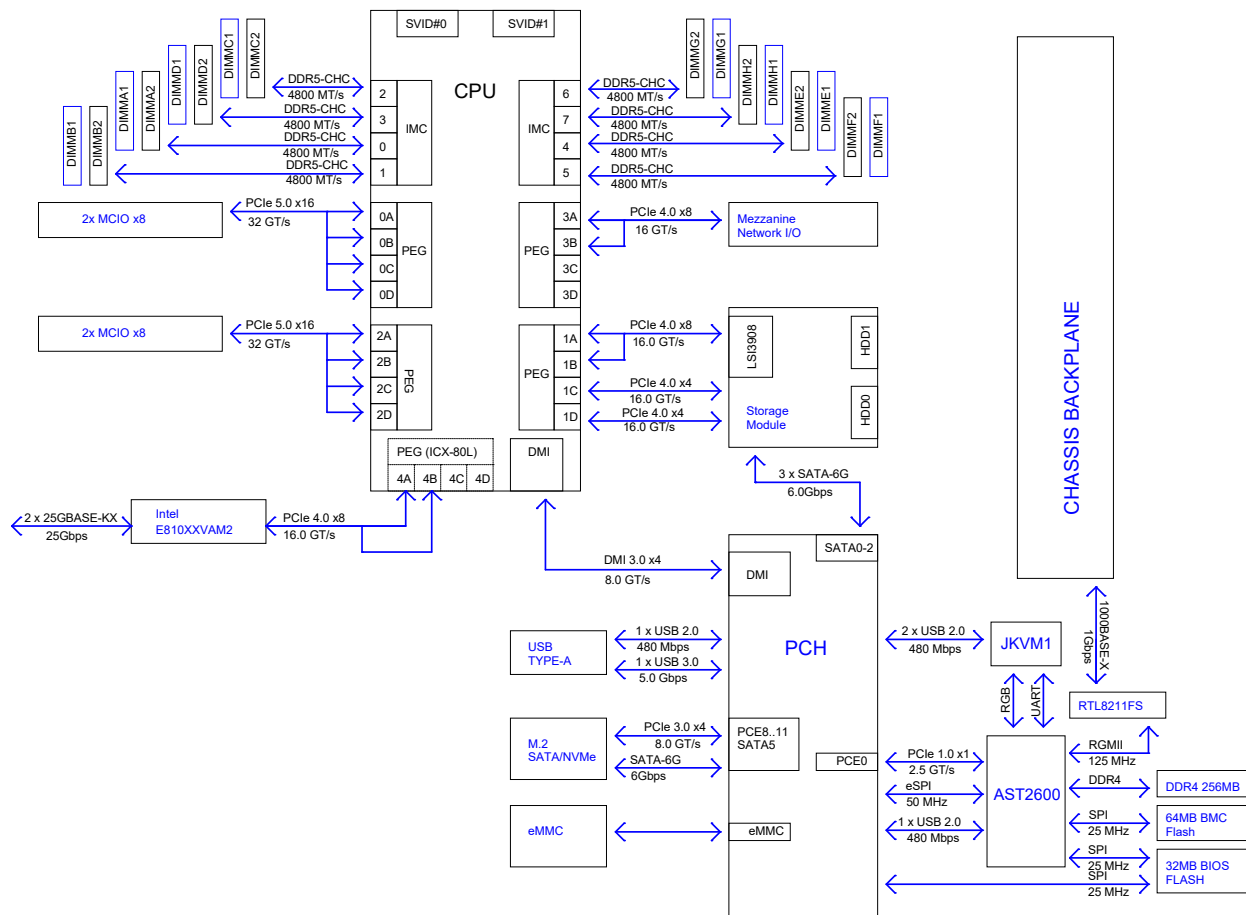 SVID#0
SVID#1
CPU
DIMMB1
DIMMB2
DIMMA1
DIMMA2
DIMMD1
DIMMD2
DIMMC1
DIMMC2
DDR5-CHC
4800 MT/s
DDR5-CHC
4800 MT/s
DDR5-CHC
4800 MT/s
DDR5-CHC
4800 MT/s
2
3
0
1
IMC
IMC
6
7
4
5
DDR5-CHC
4800 MT/s
DDR5-CHC
4800 MT/s
DDR5-CHC
4800 MT/s
DDR5-CHC
4800 MT/s
DIMMG2
DIMMG1
DIMMH2
DIMMH1
DIMME2
DIMME1
DIMMF2
DIMMF1
2x MCIO x8
PCIe 5.0 x16
32 GT/s
0A
0B
0C
0D
PEG
PEG
3A
3B
3C
3D
PCIe 4.0 x8
16 GT/s
Mezzanine
Network I/O
2x MCIO x8
PCIe 5.0 x16
32 GT/s
2A
2B
2C
2D
PEG
PEG
1A
1B
1C
1D
PCIe 4.0 x8
16.0 GT/s
PCIe 4.0 x4
16.0 GT/s
PCIe 4.0 x4
16.0 GT/s
LSI3908
HDD1
HDD0
Storage
Module
CHASSIS BACKPLANE
PEG (ICX-80L)
4A
4B
4C
4D
DMI
3 x SATA-6G
6.0Gbps
2 x 25GBASE-KX
25Gbps
Intel
E810XXVAM2
PCIe 4.0 x8
16.0 GT/s
DMI 3.0 x4
8.0 GT/s
SATA0-2
DMI
PCH
1000BASE-X
1Gbps
USB
TYPE-A
1 x USB 2.0
480 Mbps
1 x USB 3.0
5.0 Gbps
2 x USB 2.0
480 Mbps
JKVM1
RGB
UART
RTL8211FS
M.2
SATA/NVMe
PCIe 3.0 x4
8.0 GT/s
SATA-6G
6Gbps
PCE8..11
SATA5
PCE0
PCIe 1.0 x1
2.5 GT/s
eSPI
50 MHz
1 x USB 2.0
480 Mbps
AST2600
RGMII
125 MHz
DDR4
DDR4 256MB
SPI
25 MHz
64MB BMC
Flash
SPI
25 MHz
SPI
25 MHz
32MB BIOS
FLASH
eMMC
eMMC